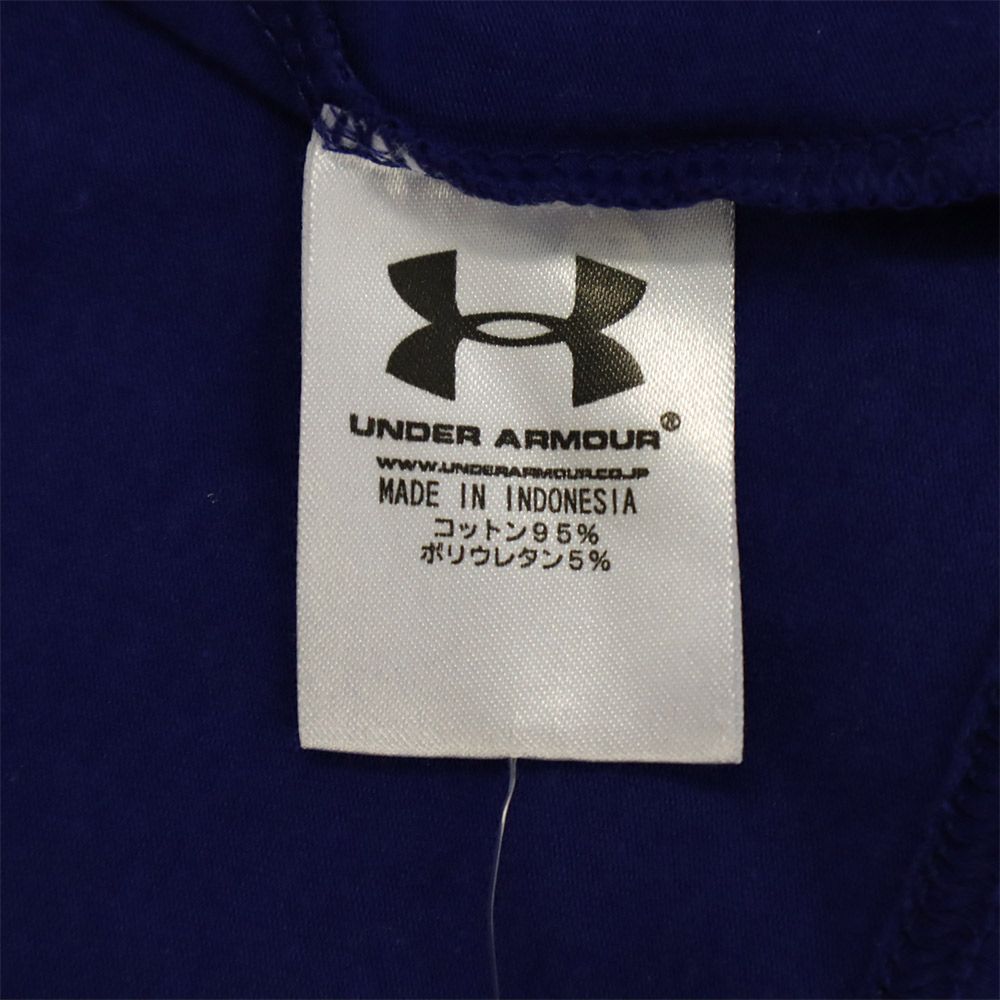 UNDER ARMOUR®
WWW.UNDERARMOUR.CO.JP
MADE IN INDONESIA
コットン95%
ポリウレタン5%